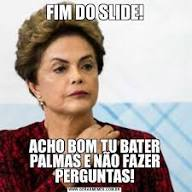 FIM DO SLIDE!
ACHO BOM TU BATER
PALMAS E NÃO FAZER
PERGUNTAS!